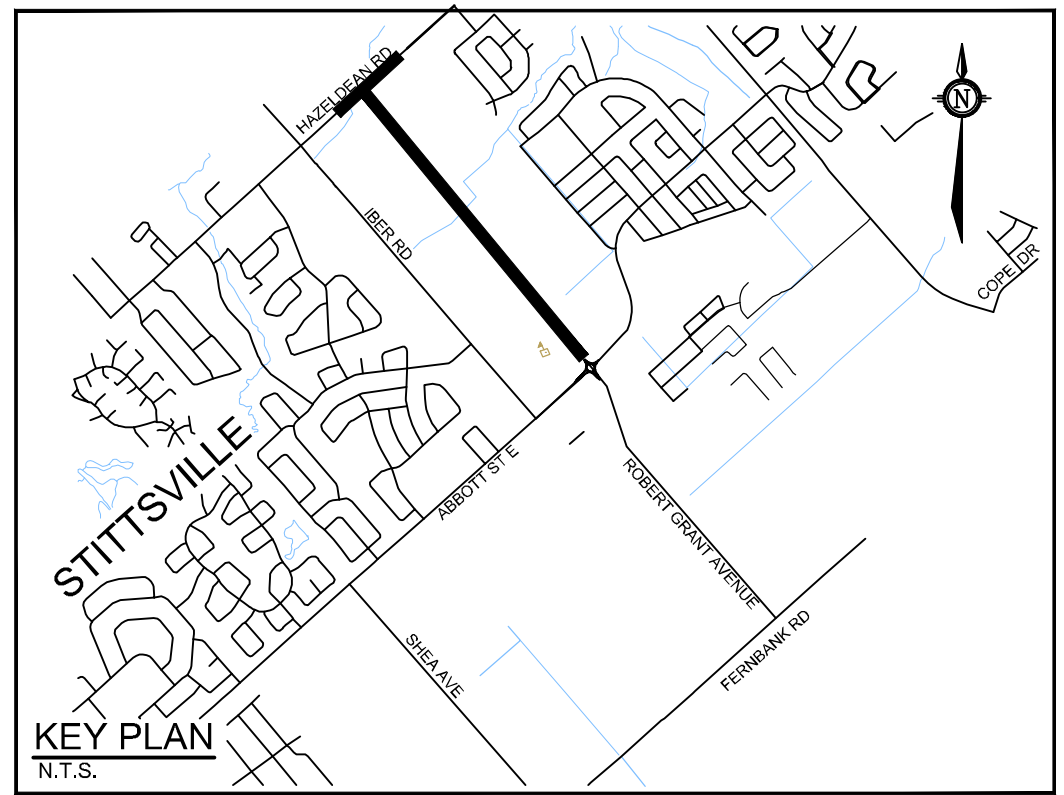 HAZELDEAN RD
N
IBER RD
COPE DR
STITTSVILLE
ABBOTT ST E
ROBERT GRANT AVENUE
SHEA AVE
FERNBANK RD
KEY PLAN
N.T.S.